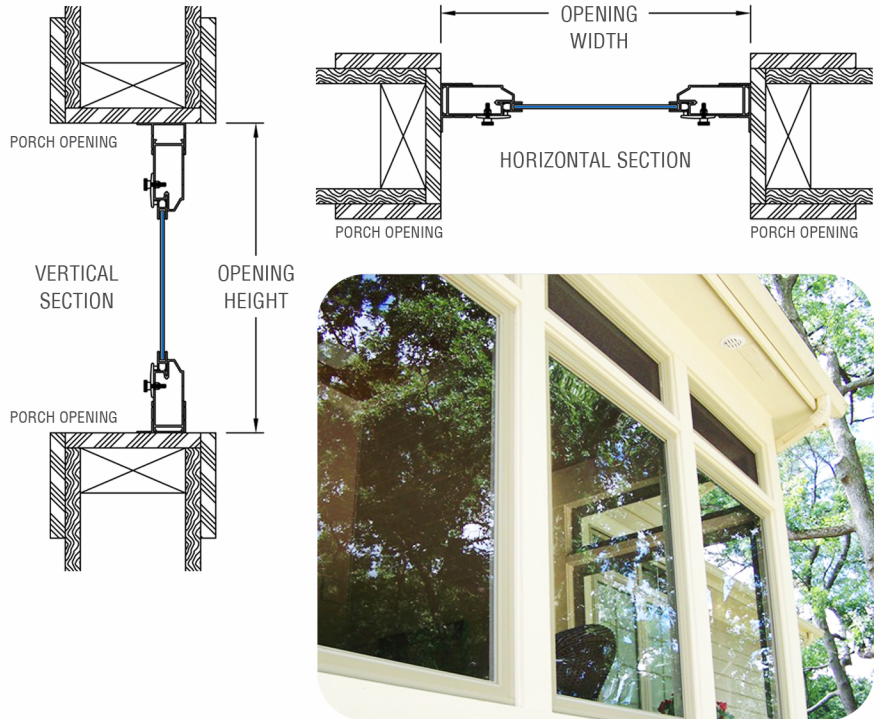 OPENING
WIDTH
PORCH OPENING
HORIZONTAL SECTION
PORCH OPENING
PORCH OPENING
VERTICAL
SECTION
OPENING
HEIGHT
PORCH OPENING